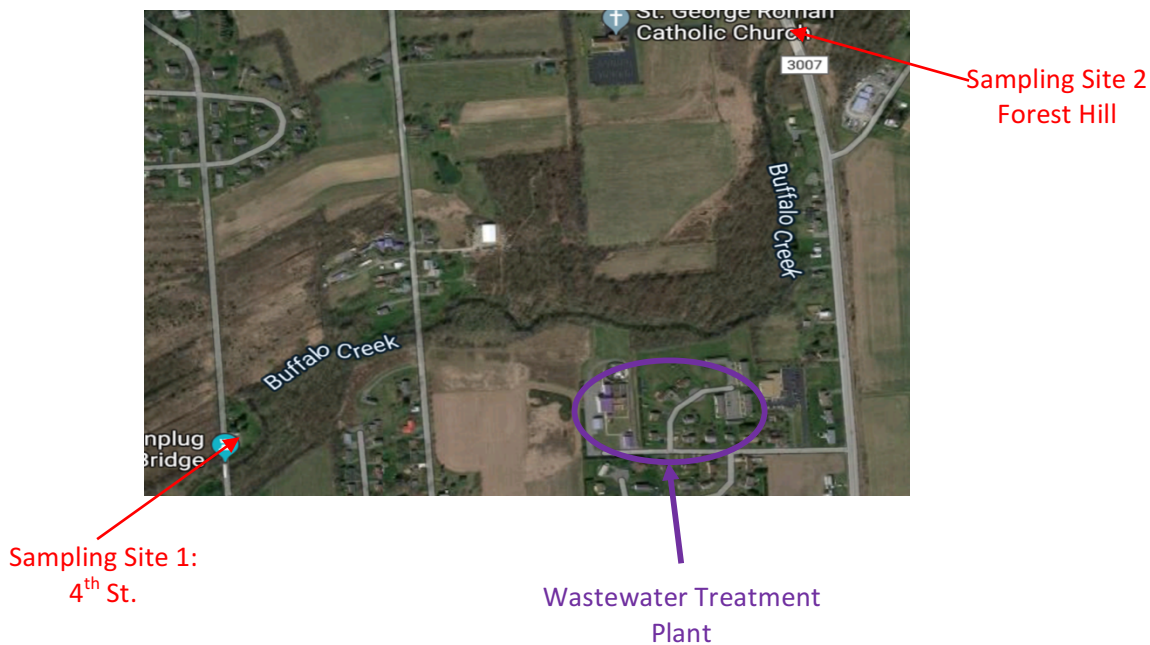 St. George Roman
Catholic Church
3007
Sampling Site 2
Forest Hill
Buffalo Creek
Buffalo Creek
nplug
Bridge
Sampling Site 1:
4th St.
Wastewater Treatment
Plant